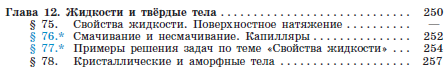 Глава 12. Жидкости и твёрдые тела . . . . . . . . . . . . . . . . . . . . . . . . . . . . 250
§ 75. Свойства жидкости. Поверхностное натяжение . . . . . . . . . . . . —
§ 76.* Смачивание и несмачивание. Капилляры . . . . . . . . . . . . . . . . . . 252
§ 77.* Примеры решения задач по теме «Свойства жидкости» . . . 254
§ 78. Кристаллические и аморфные тела . . . . . . . . . . . . . . . . . . . . . . . 257